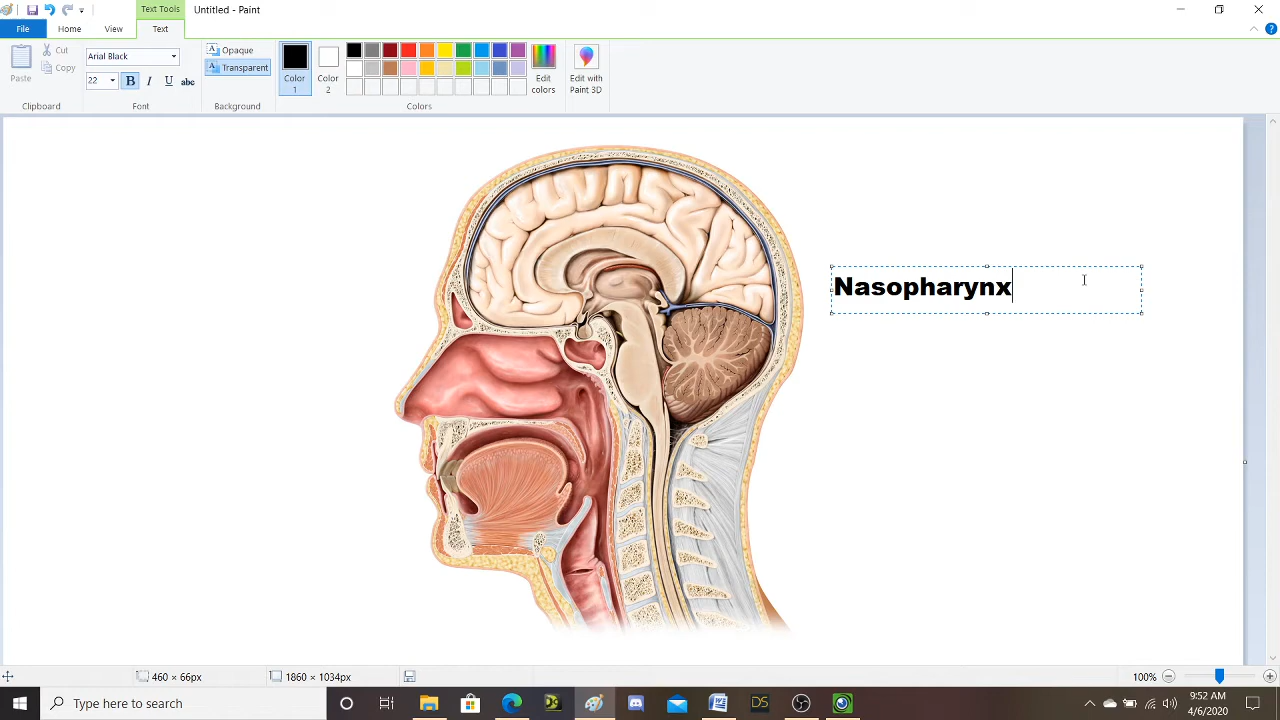 Text Tools
Untitled - Paint
File
Home
View
Text
Paste
Cut
Copy
Clipboard
Arial Black
22
B
I
U
abc
Font
Opaque
Transparent
Background
Color 1
Color 2
Edit colors
Colors
Edit with Paint 3D
Nasopharynx
460 × 66px
1860 × 1034px
100%
Type here to search
DS
9:52 AM
4/6/2020